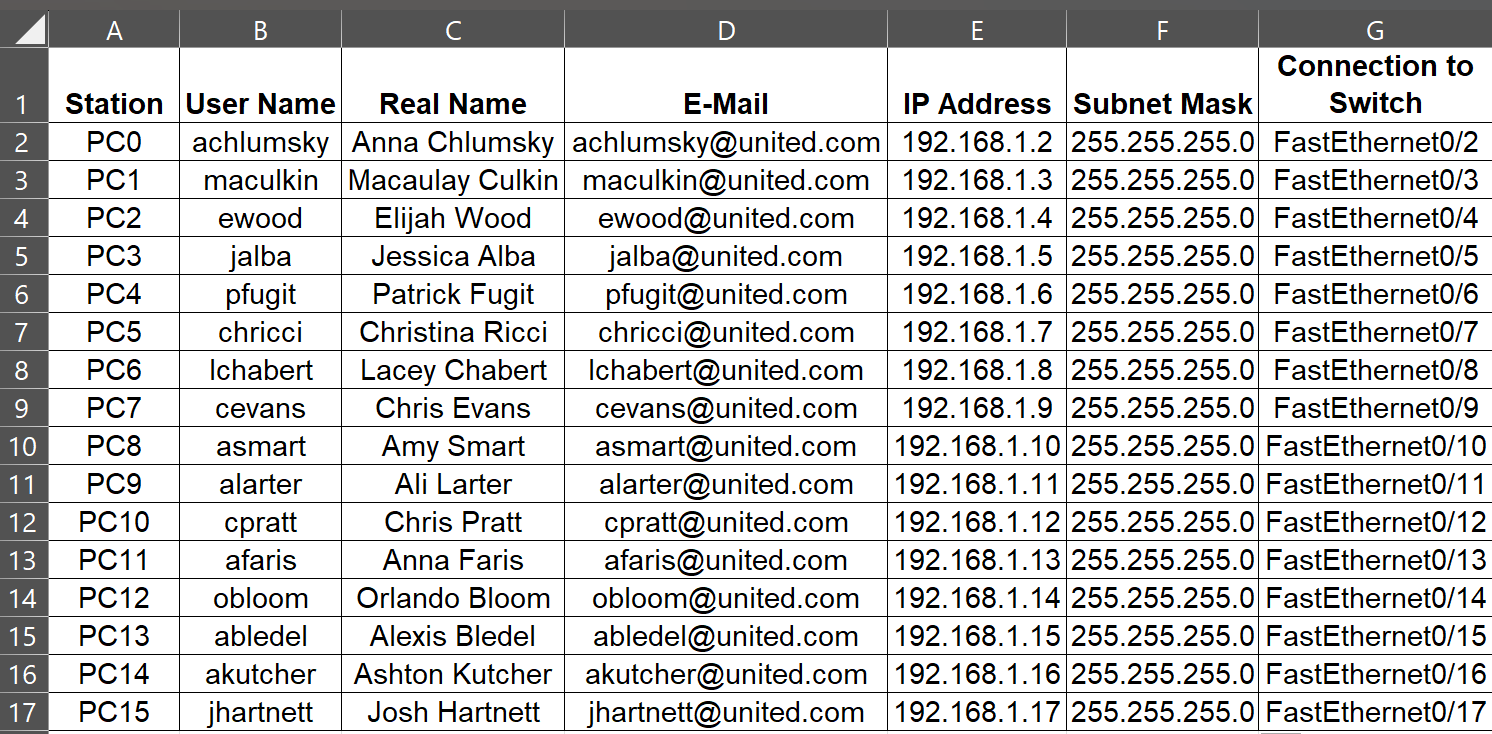 A B C D E F G
1 Station User Name Real Name E-Mail IP Address Subnet Mask Connection to Switch
2 PC0 achlumsky Anna Chlumsky achlumsky@united.com 192.168.1.2 255.255.255.0 FastEthernet0/2
3 PC1 maculkin Macaulay Culkin maculkin@united.com 192.168.1.3 255.255.255.0 FastEthernet0/3
4 PC2 ewood Elijah Wood ewood@united.com 192.168.1.4 255.255.255.0 FastEthernet0/4
5 PC3 jalba Jessica Alba jalba@united.com 192.168.1.5 255.255.255.0 FastEthernet0/5
6 PC4 pfugit Patrick Fugit pfugit@united.com 192.168.1.6 255.255.255.0 FastEthernet0/6
7 PC5 chricci Christina Ricci chricci@united.com 192.168.1.7 255.255.255.0 FastEthernet0/7
8 PC6 lchabert Lacey Chabert lchabert@united.com 192.168.1.8 255.255.255.0 FastEthernet0/8
9 PC7 cevans Chris Evans cevans@united.com 192.168.1.9 255.255.255.0 FastEthernet0/9
10 PC8 asmart Amy Smart asmart@united.com 192.168.1.10 255.255.255.0 FastEthernet0/10
11 PC9 alarter Ali Larter alarter@united.com 192.168.1.11 255.255.255.0 FastEthernet0/11
12 PC10 cpratt Chris Pratt cpratt@united.com 192.168.1.12 255.255.255.0 FastEthernet0/12
13 PC11 afaris Anna Faris afaris@united.com 192.168.1.13 255.255.255.0 FastEthernet0/13
14 PC12 obloom Orlando Bloom obloom@united.com 192.168.1.14 255.255.255.0 FastEthernet0/14
15 PC13 abledel Alexis Bledel abledel@united.com 192.168.1.15 255.255.255.0 FastEthernet0/15
16 PC14 akutcher Ashton Kutcher akutcher@united.com 192.168.1.16 255.255.255.0 FastEthernet0/16
17 PC15 jhartnett Josh Hartnett jhartnett@united.com 192.168.1.17 255.255.255.0 FastEthernet0/17